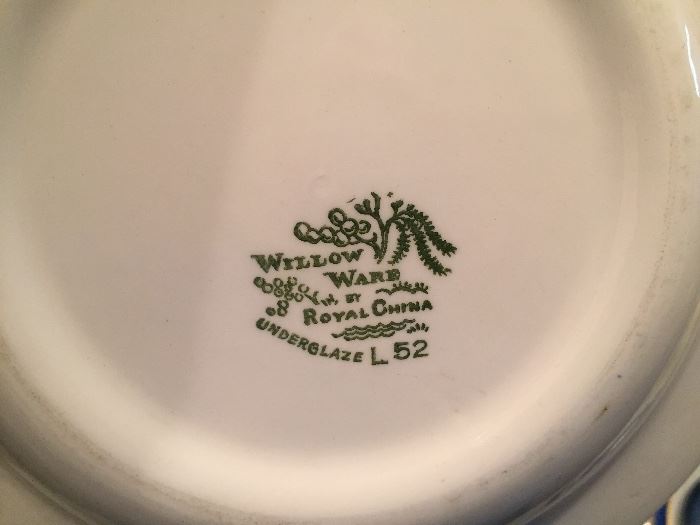 WILLOW
WARE
BY
ROYAL CHINA
UNDERGLAZE L 52